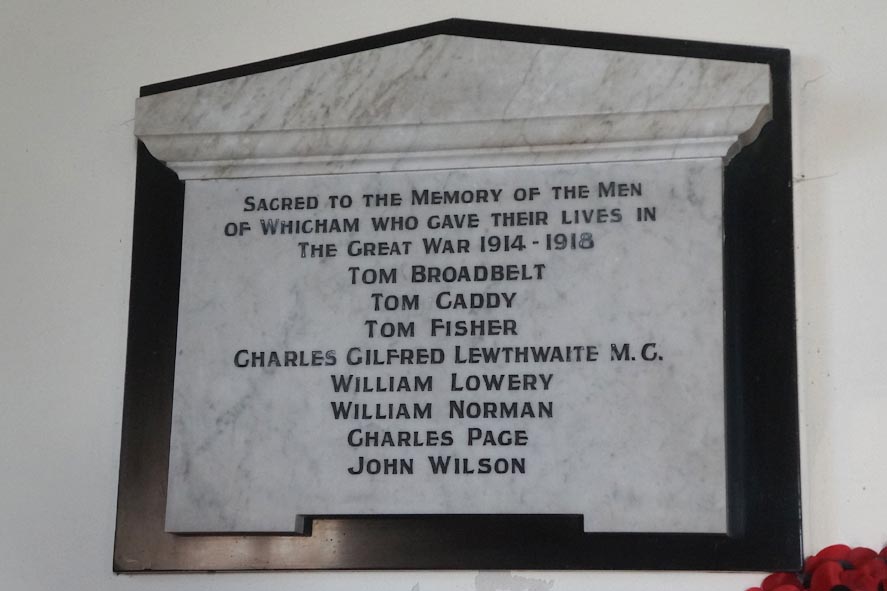 SACRED TO THE MEMORY OF THE MEN
OF WHICHAM WHO GAVE THEIR LIVES IN
THE GREAT WAR 1914 - 1918
TOM BROADBELT
TOM CADDY
TOM FISHER
CHARLES GILFRED LEWTHWAITE M.C.
WILLIAM LOWERY
WILLIAM NORMAN
CHARLES PAGE
JOHN WILSON